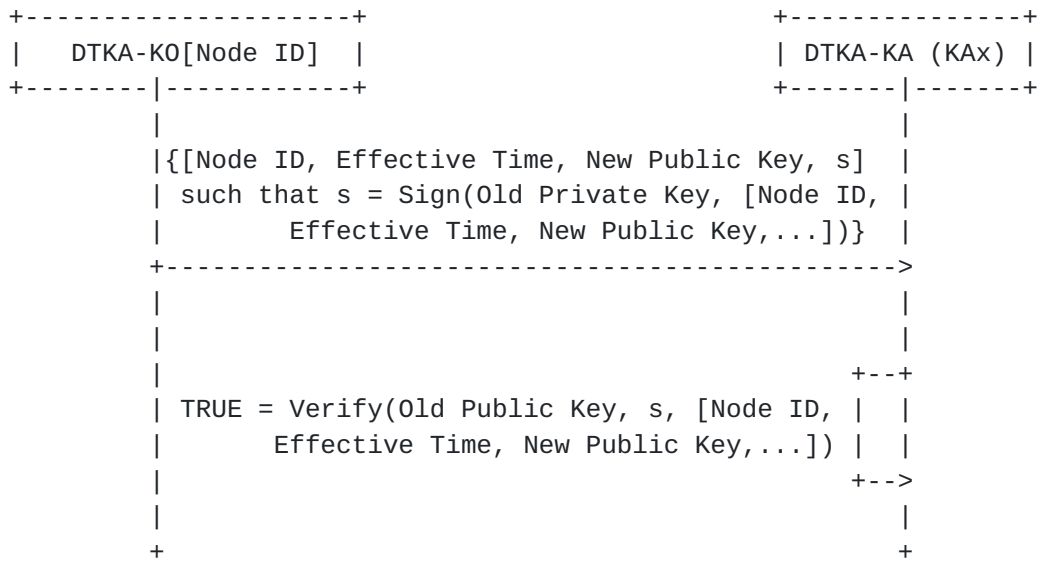 DTKA-KO[Node ID] DTKA-KA (KAx)
{[Node ID, Effective Time, New Public Key, s]
such that s = Sign(Old Private Key, [Node ID,
Effective Time, New Public Key,...])}
TRUE = Verify(Old Public Key, s, [Node ID,
Effective Time, New Public Key,...])